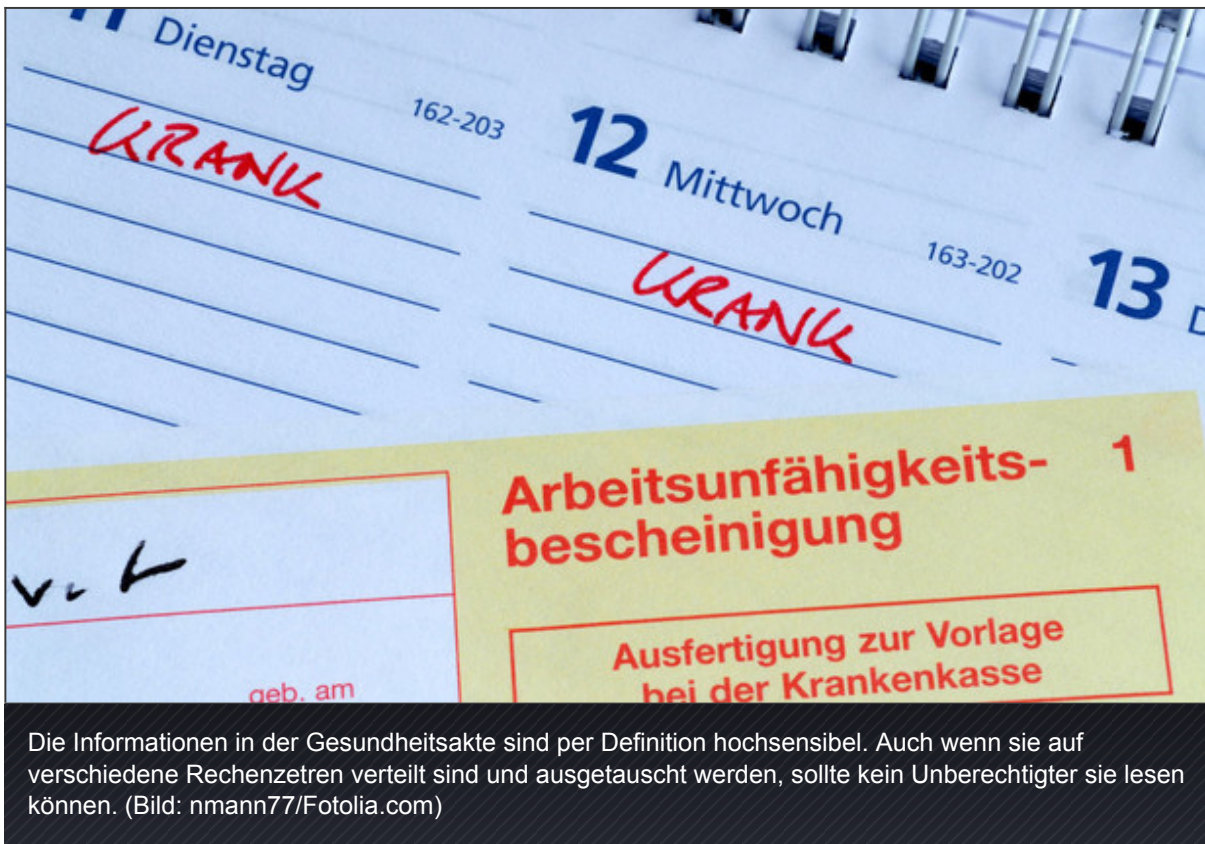 11 Dienstag
162-203
KRANK
12 Mittwoch
163-202
KRANK
13
Arbeitsunfähigkeits- 1
bescheinigung
Ausfertigung zur Vorlage
bei der Krankenkasse
geb. am
Die Informationen in der Gesundheitsakte sind per Definition hochsensibel. Auch wenn sie auf
verschiedene Rechenzetren verteilt sind und ausgetauscht werden, sollte kein Unberechtigter sie lesen
können. (Bild: nmann77/Fotolia.com)